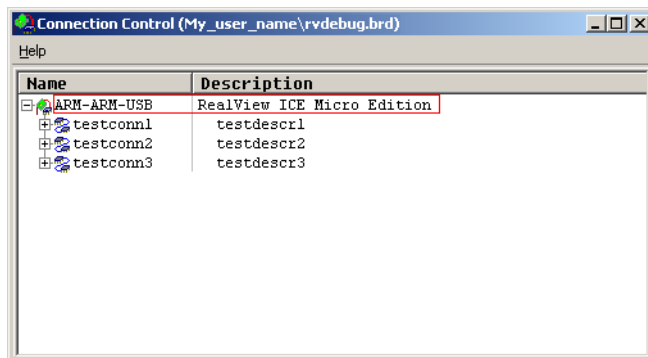 Connection Control (My_user_name\rvdebug.brd)
Help
Name Description
ARM-ARM-USB RealView ICE Micro Edition
testconn1 testdescr1
testconn2 testdescr2
testconn3 testdescr3